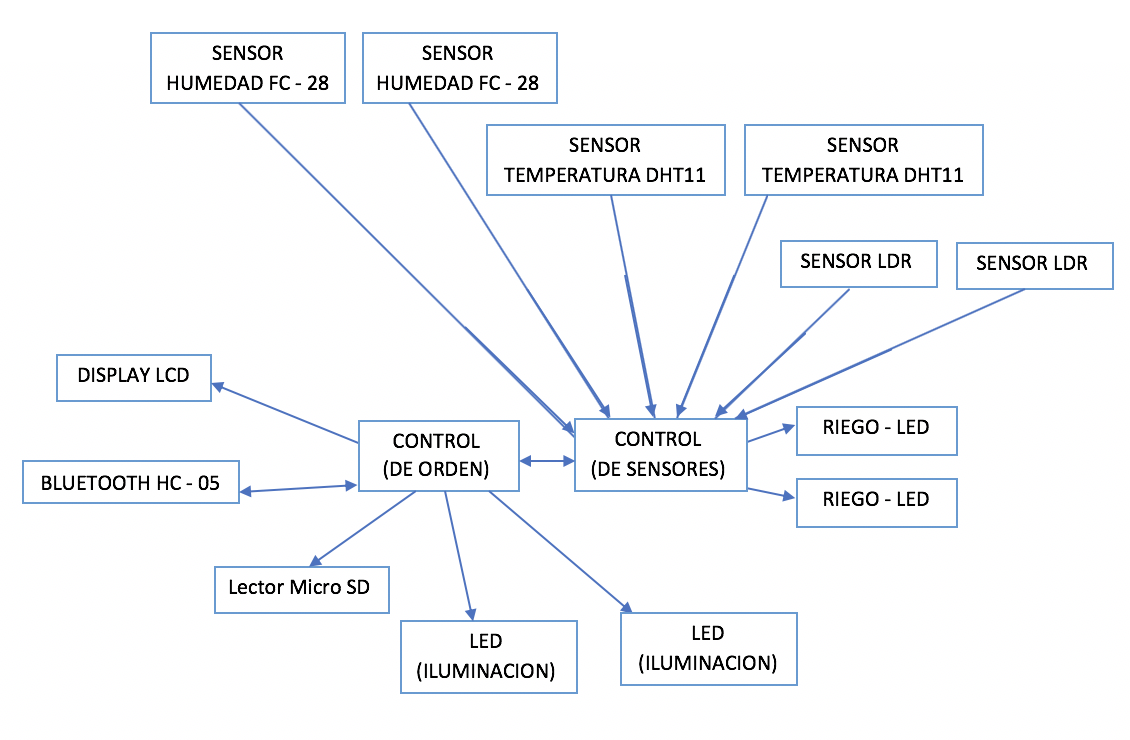 SENSOR
HUMEDAD FC - 28
SENSOR
HUMEDAD FC - 28
SENSOR
TEMPERATURA DHT11
SENSOR
TEMPERATURA DHT11
SENSOR LDR
SENSOR LDR
DISPLAY LCD
CONTROL
(DE ORDEN)
CONTROL
(DE SENSORES)
RIEGO - LED
BLUETOOTH HC - 05
RIEGO - LED
Lector Micro SD
LED
(ILUMINACION)
LED
(ILUMINACION)